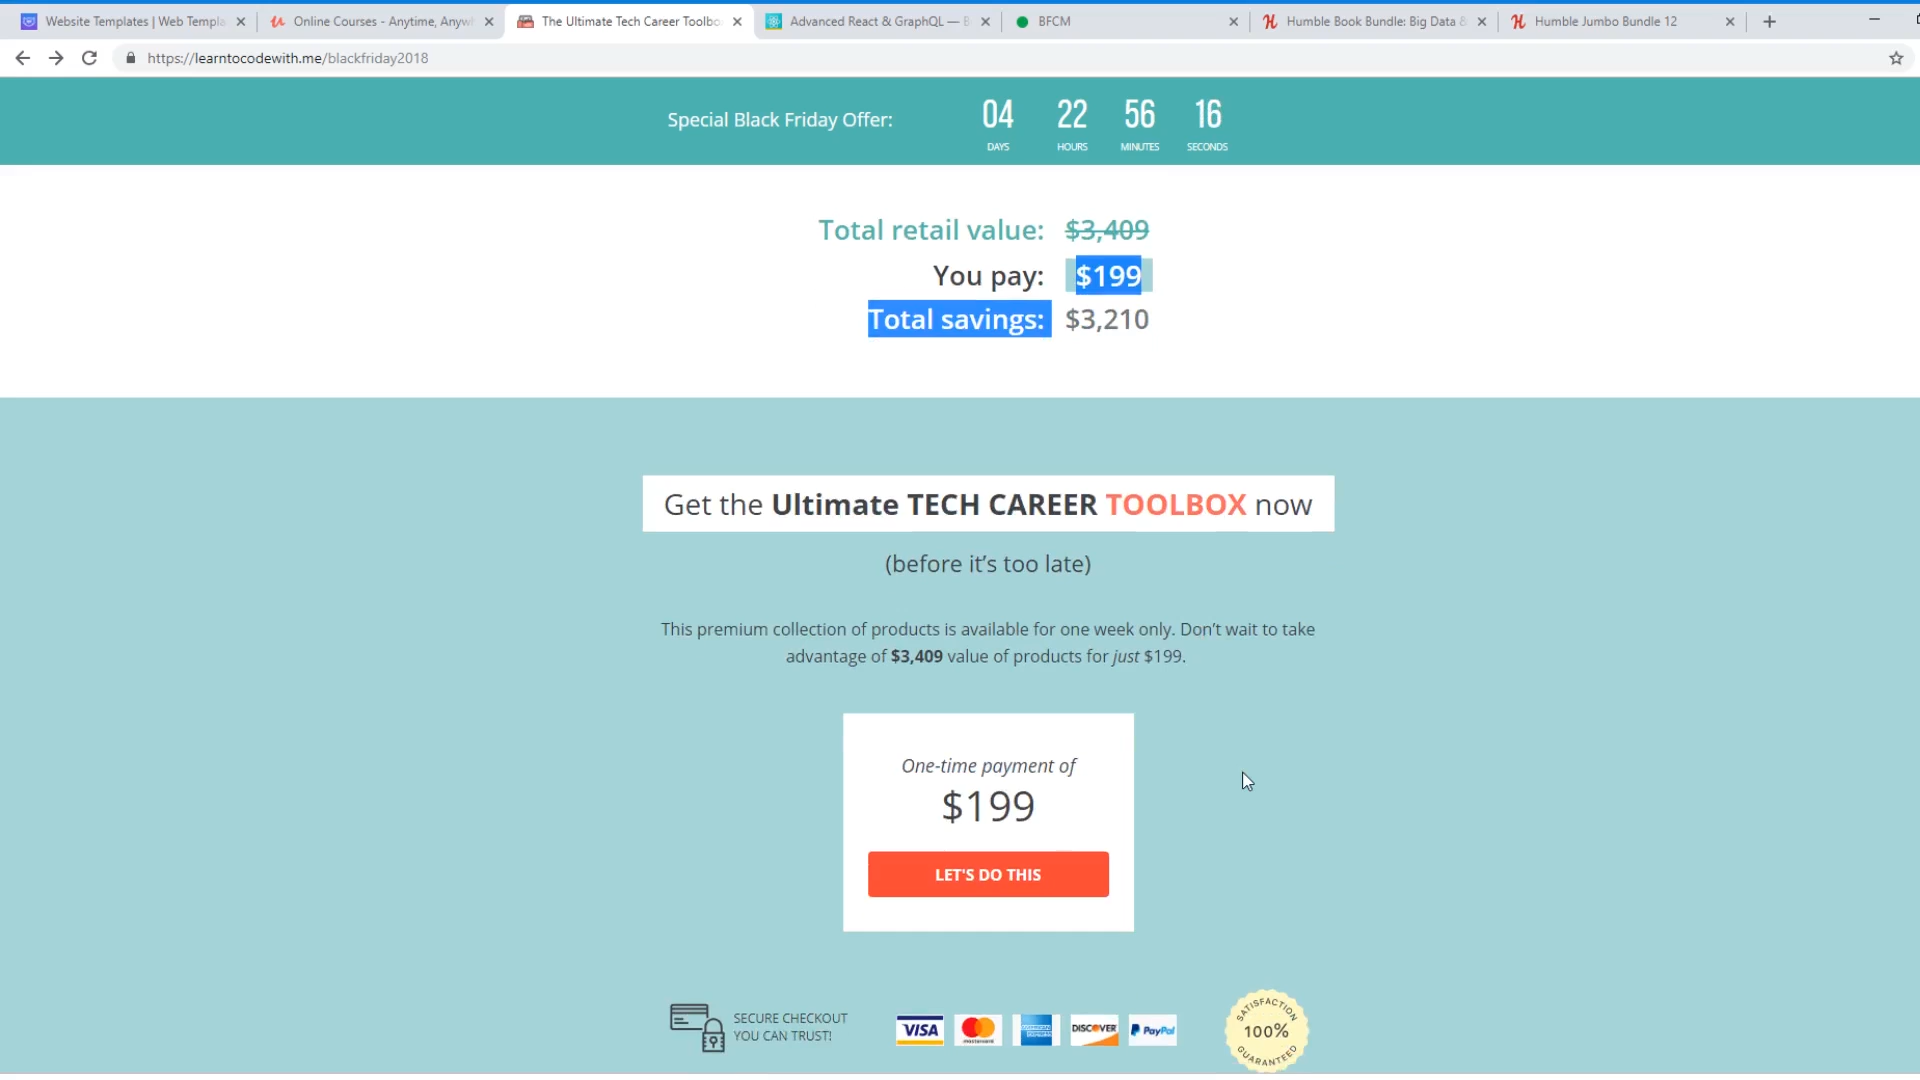 Website Templates | Web Templa
Online Courses - Anytime, Anyw
The Ultimate Tech Career Toolbo
Advanced React & GraphQL —
BFCM
Humble Book Bundle: Big Data &
Humble Jumbo Bundle 12
https://learntocodewith.me/blackfriday2018
Special Black Friday Offer:
04 22 56 16
DAYS HOURS MINUTES SECONDS
Total retail value: $3,409
You pay: $199
Total savings: $3,210
Get the Ultimate TECH CAREER TOOLBOX now
(before it’s too late)
This premium collection of products is available for one week only. Don’t wait to take
advantage of $3,409 value of products for just $199.
One-time payment of
$199
LET'S DO THIS
SECURE CHECKOUT
YOU CAN TRUST!
VISA
mastercard
AMERICAN EXPRESS
DISCOVER
PayPal
SATISFACTION
100%
GUARANTEED